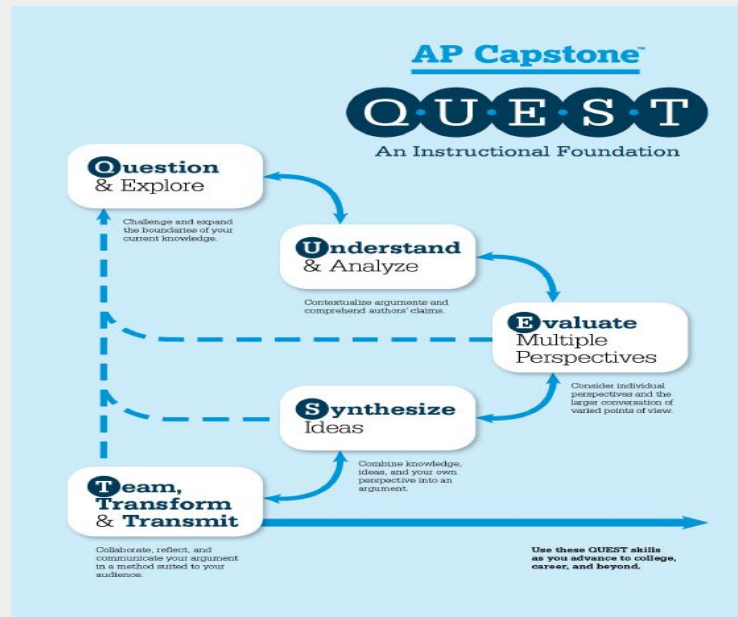 AP Capstone™
QUEST
An Instructional Foundation
Question
& Explore
Challenge and expand
the boundaries of your
current knowledge.
Understand
& Analyze
Contextualize arguments and
comprehend authors' claims.
Evaluate
Multiple
Perspectives
Consider individual
perspectives and the
larger conversation of
varied points of view.
Synthesize
Ideas
Combine knowledge,
ideas, and your own
perspective into an
argument.
Team,
Transform
& Transmit
Collaborate, reflect, and
communicate your argument
in a method suited to your
audience.
Use these QUEST skills
as you advance to college,
career, and beyond.